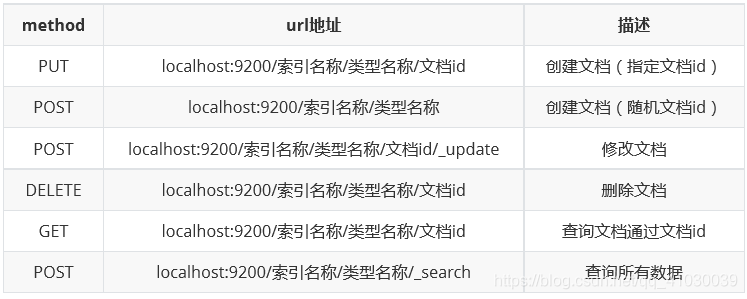 method url地址 描述
PUT localhost:9200/索引名称/类型名称/文档id 创建文档（指定文档id）
POST localhost:9200/索引名称/类型名称 创建文档（随机文档id）
POST localhost:9200/索引名称/类型名称/文档id/_update 修改文档
DELETE localhost:9200/索引名称/类型名称/文档id 删除文档
GET localhost:9200/索引名称/类型名称/文档id 查询文档通过文档id
POST localhost:9200/索引名称/类型名称/_search 查询所有数据
https://blog.csdn.net/qq_41030039